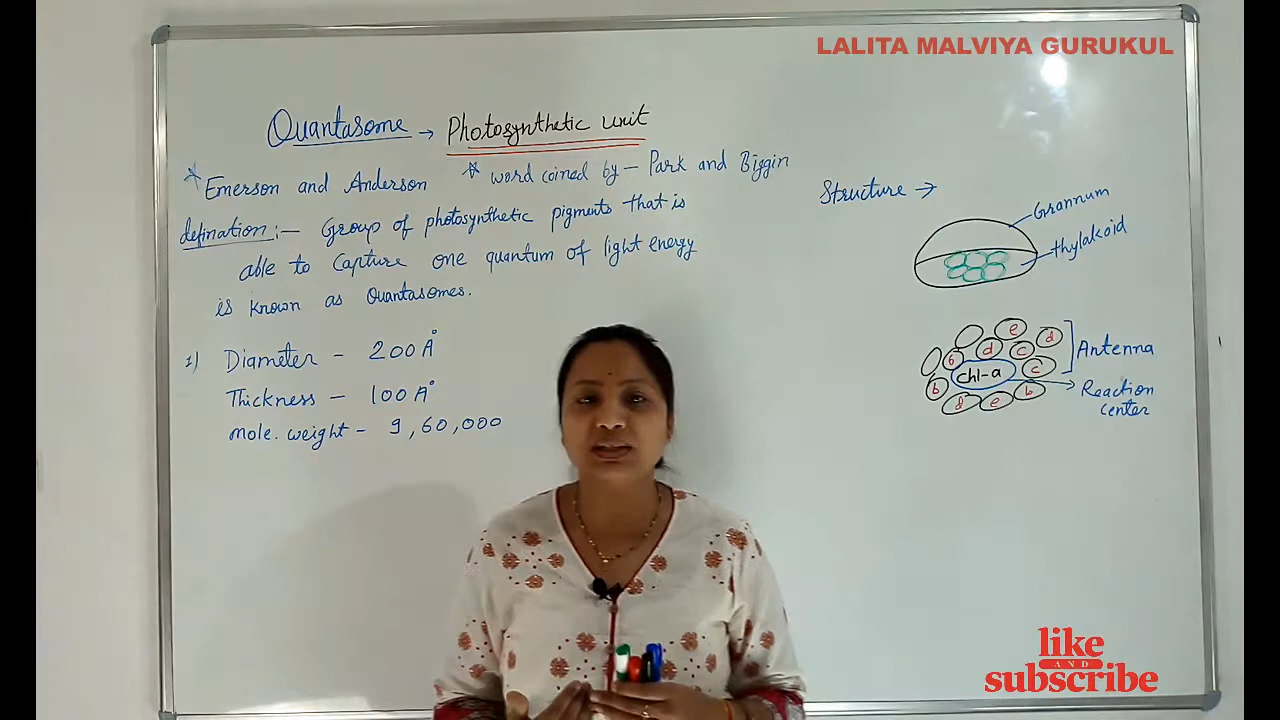 LALITA MALVIYA GURUKUL
Quantasome → Photosynthetic unit
* Emerson and Anderson * word coined by - Park and Biggin
defination :- Group of photosynthetic pigments that is
able to Capture one quantum of light energy
is known as Quantasomes.
1) Diameter - 200 A°
Thickness - 100 A°
mole. weight - 9,60,000
Structure →
Grannum
thylakoid
e
d
b d c
chl-a c
b
d e b
Antenna
Reaction
center
like
AND
subscribe